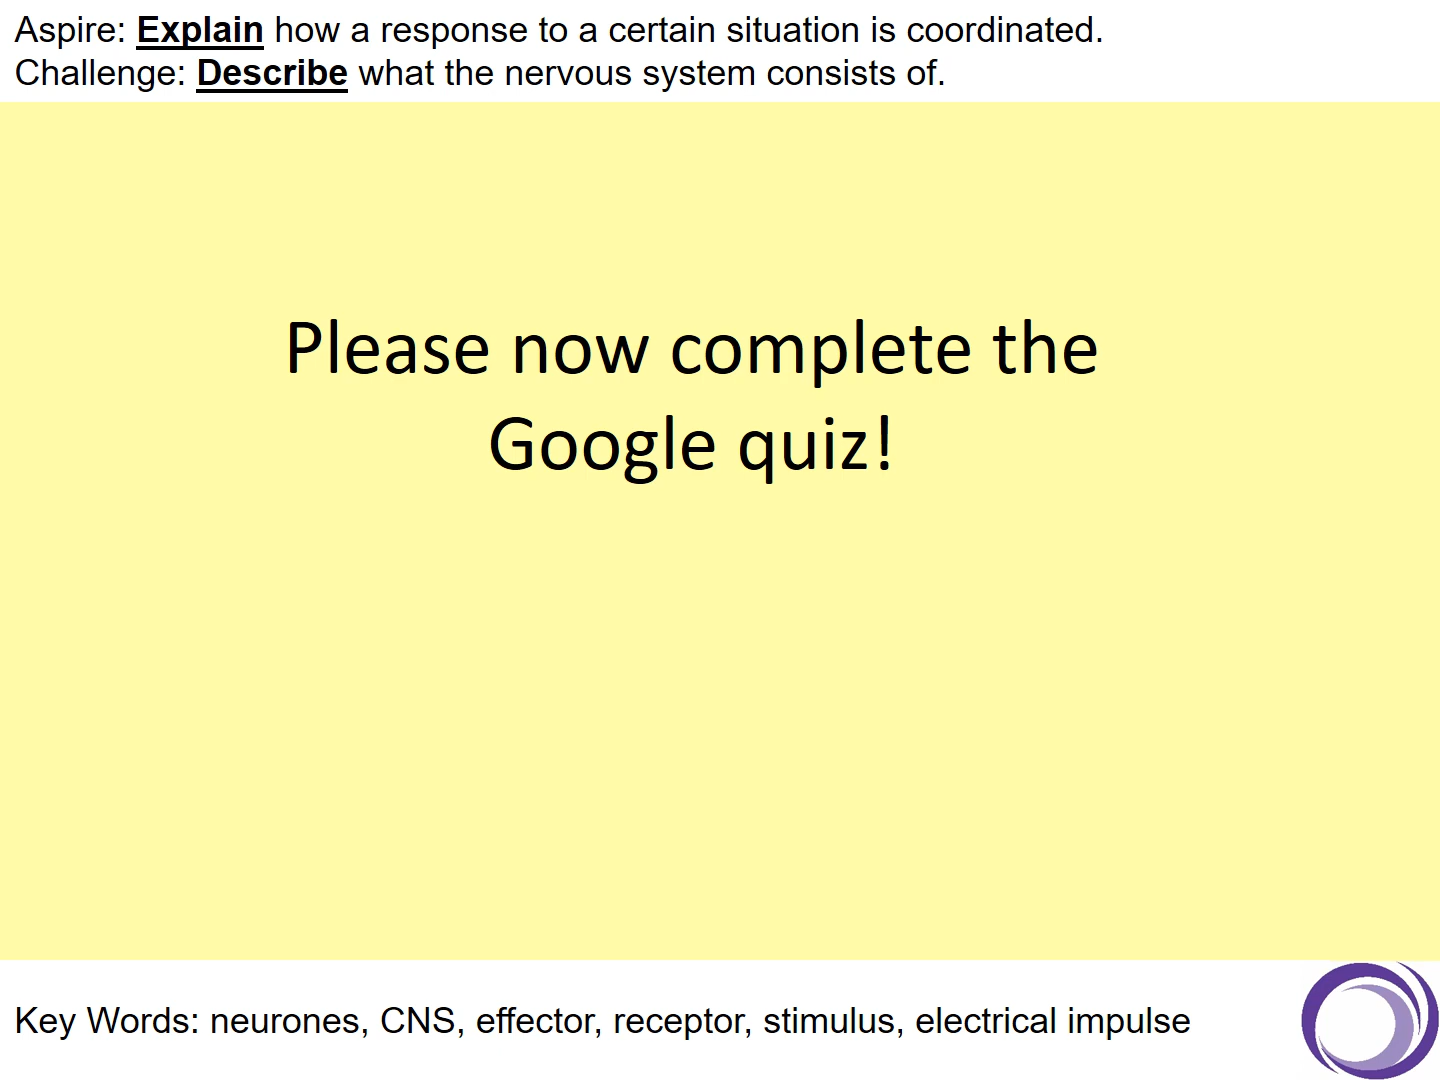 Aspire: Explain how a response to a certain situation is coordinated.
Challenge: Describe what the nervous system consists of.
Please now complete the
Google quiz!
Key Words: neurones, CNS, effector, receptor, stimulus, electrical impulse